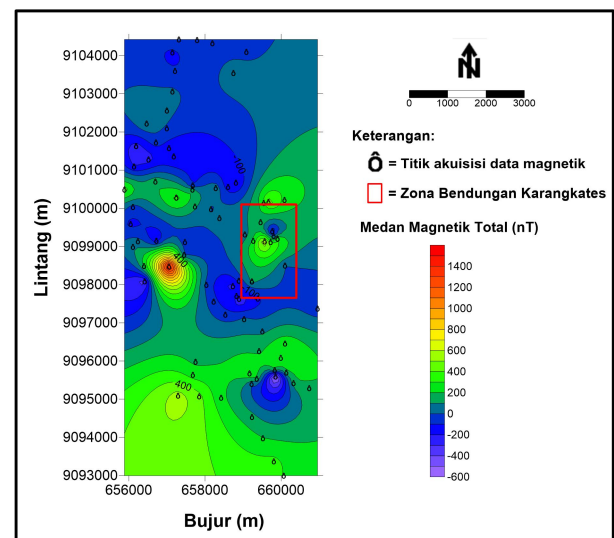 9104000
9103000
9102000
9101000
9100000
9099000
9098000
9097000
9096000
9095000
9094000
9093000
Lintang (m)
656000 658000 660000
Bujur (m)
400
400
N
0 1000 2000 3000
Keterangan:
Ô = Titik akuisisi data magnetik
= Zona Bendungan Karangkates
Medan Magnetik Total (nT)
1400
1200
1000
800
600
400
200
0
-200
-400
-600